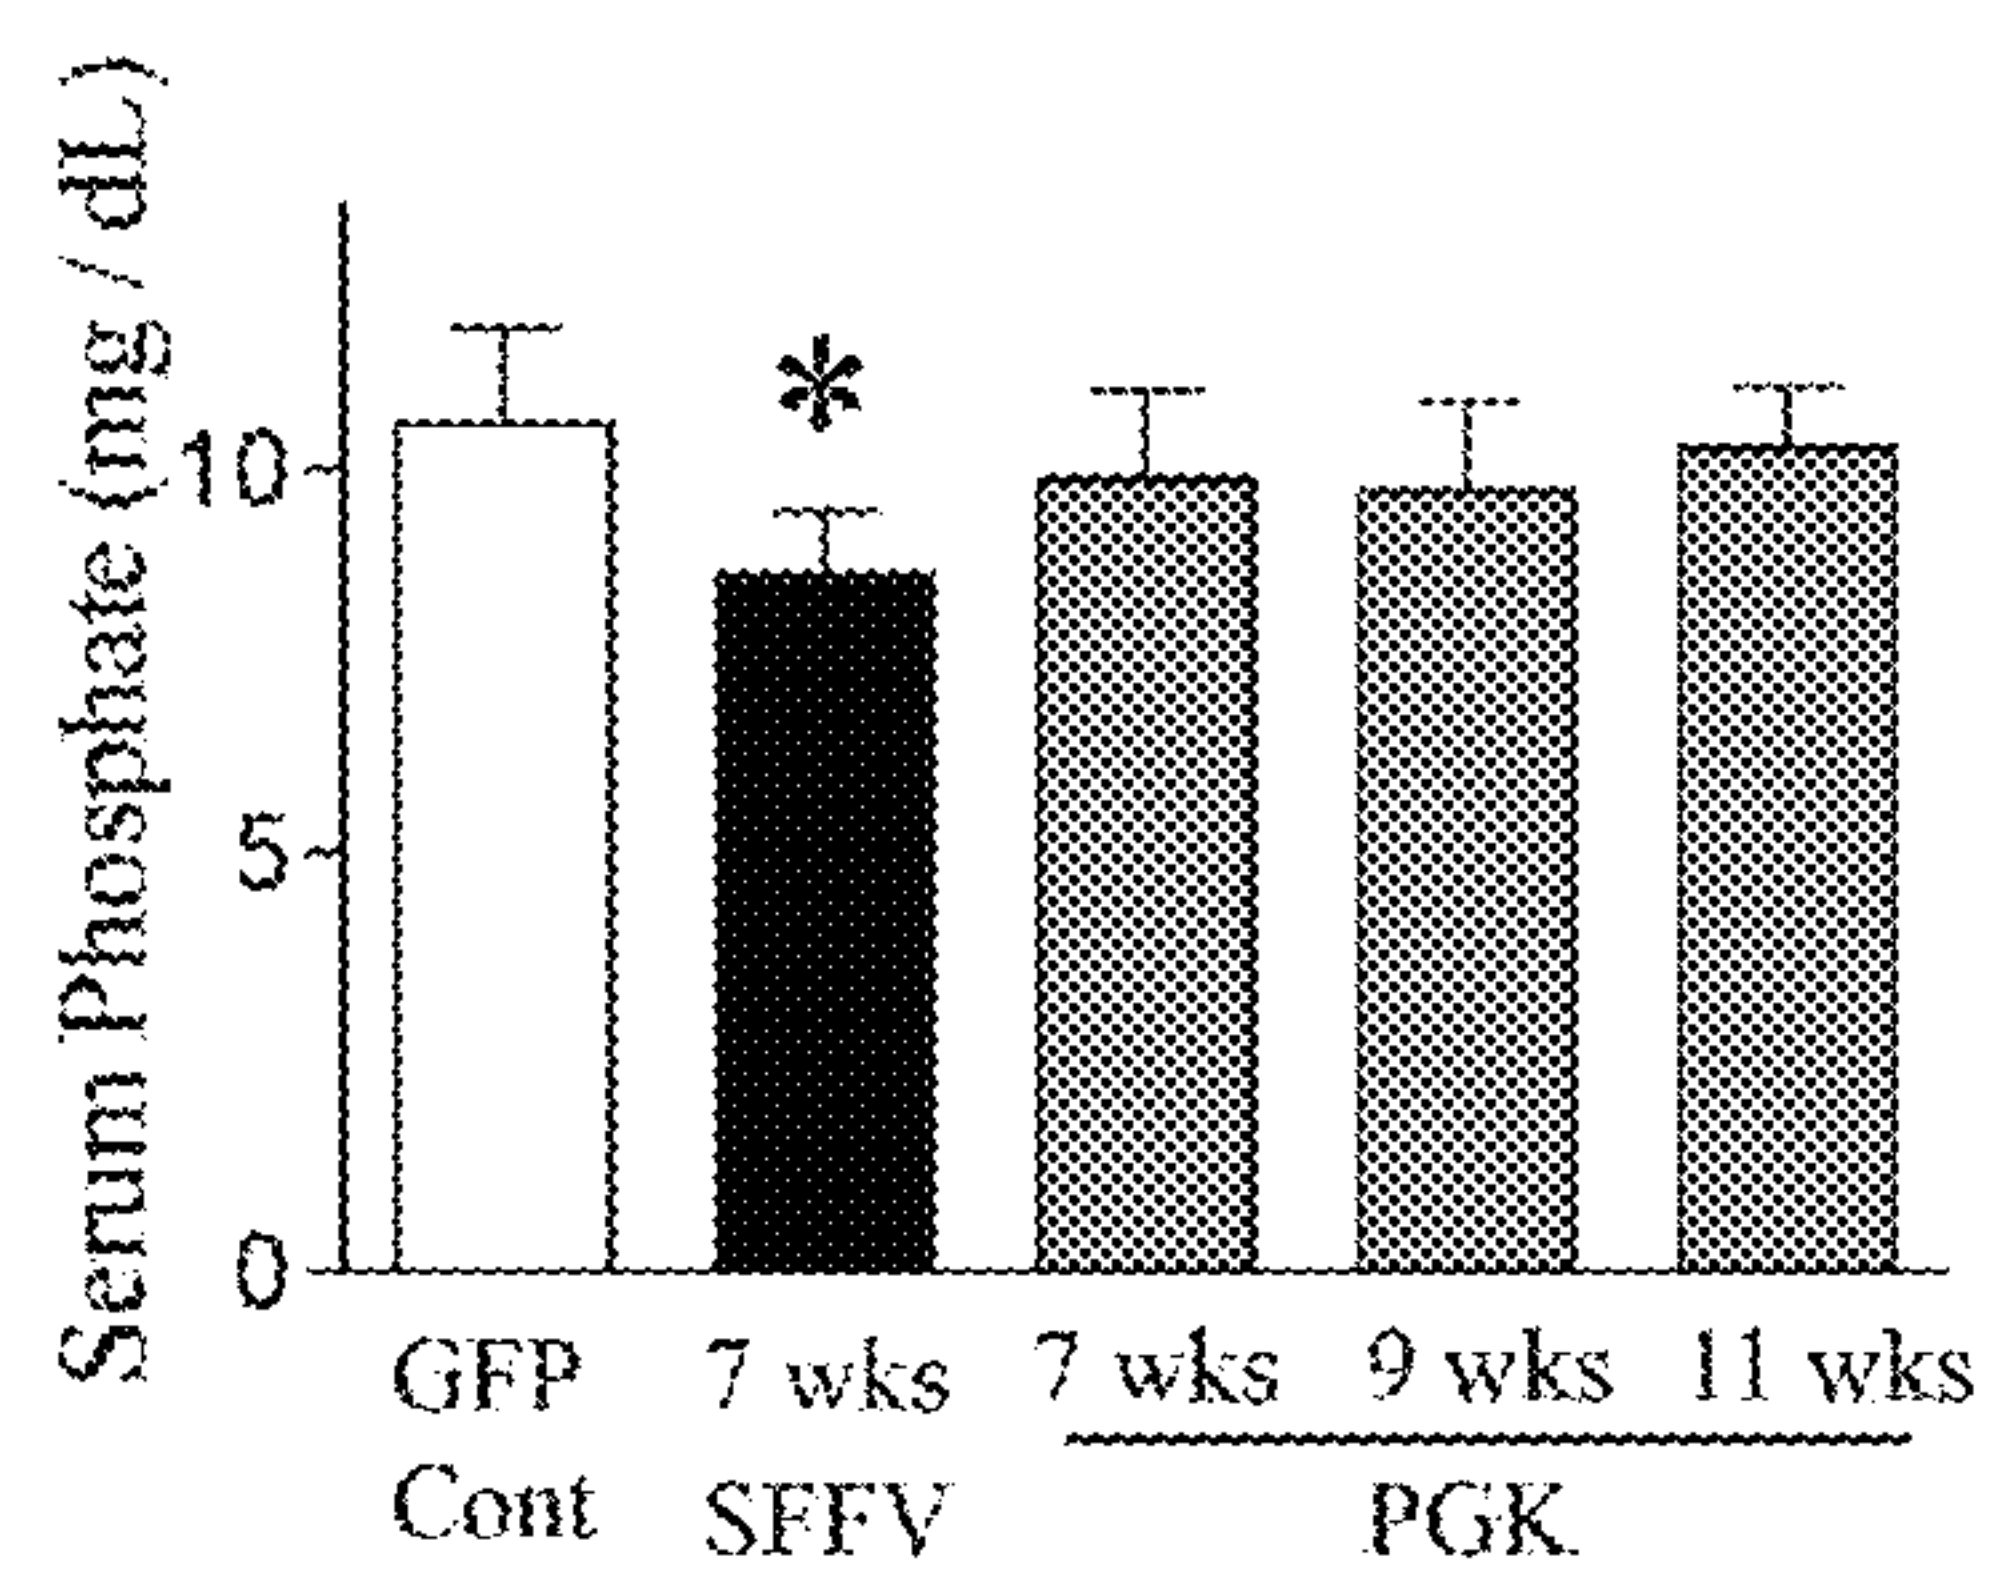 Serum Phosphate (mg / dL)
10
5
0
*
GFP Cont
7 wks SFFV
7 wks 9 wks 11 wks
PGK